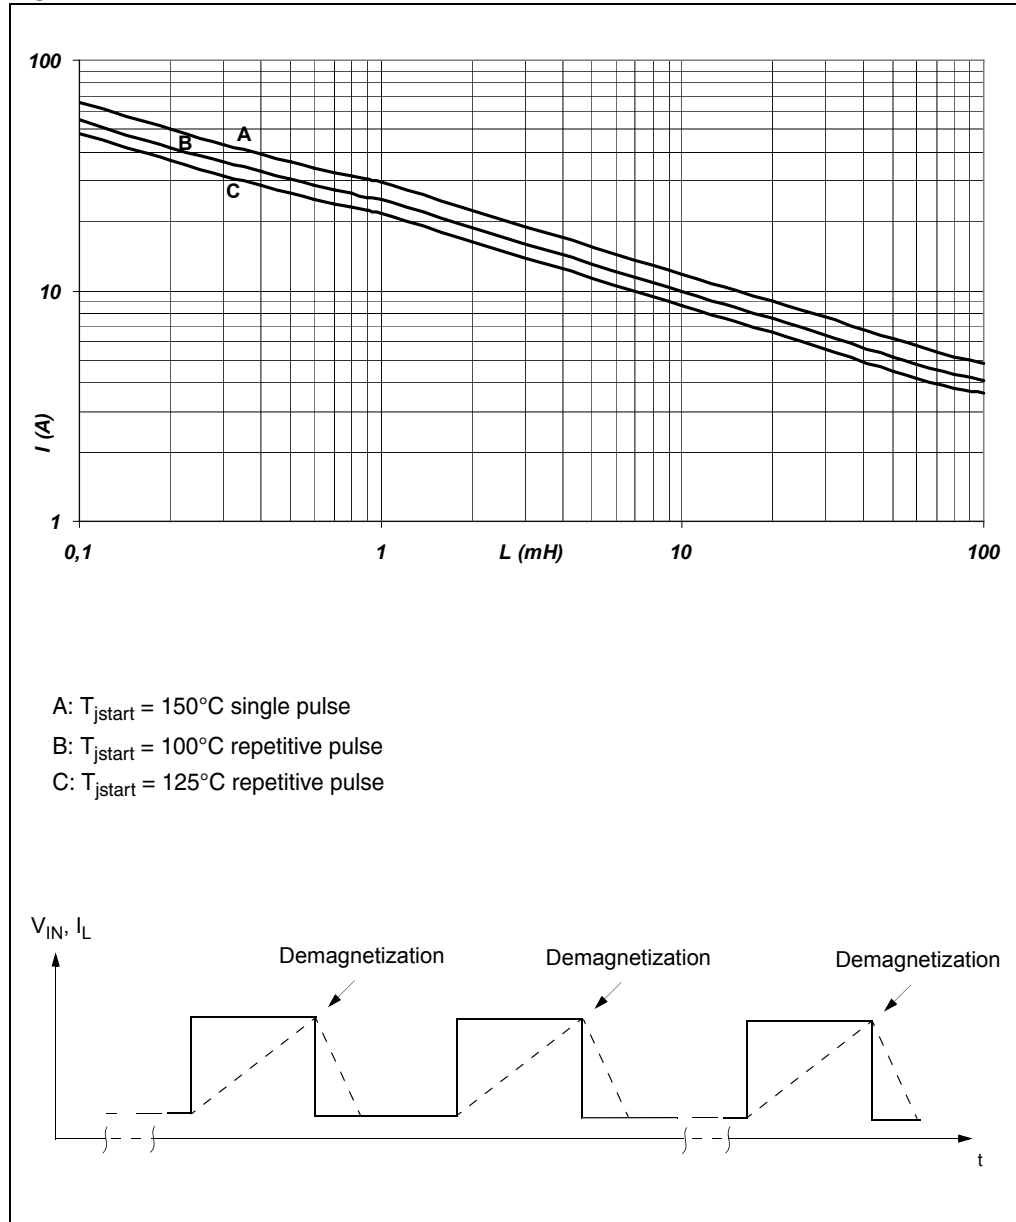 100
A
B
C
10
I (A)
1
0,1 1 L (mH) 10 100
A: Tjstart = 150°C single pulse
B: Tjstart = 100°C repetitive pulse
C: Tjstart = 125°C repetitive pulse
VIN, IL
Demagnetization Demagnetization Demagnetization
t